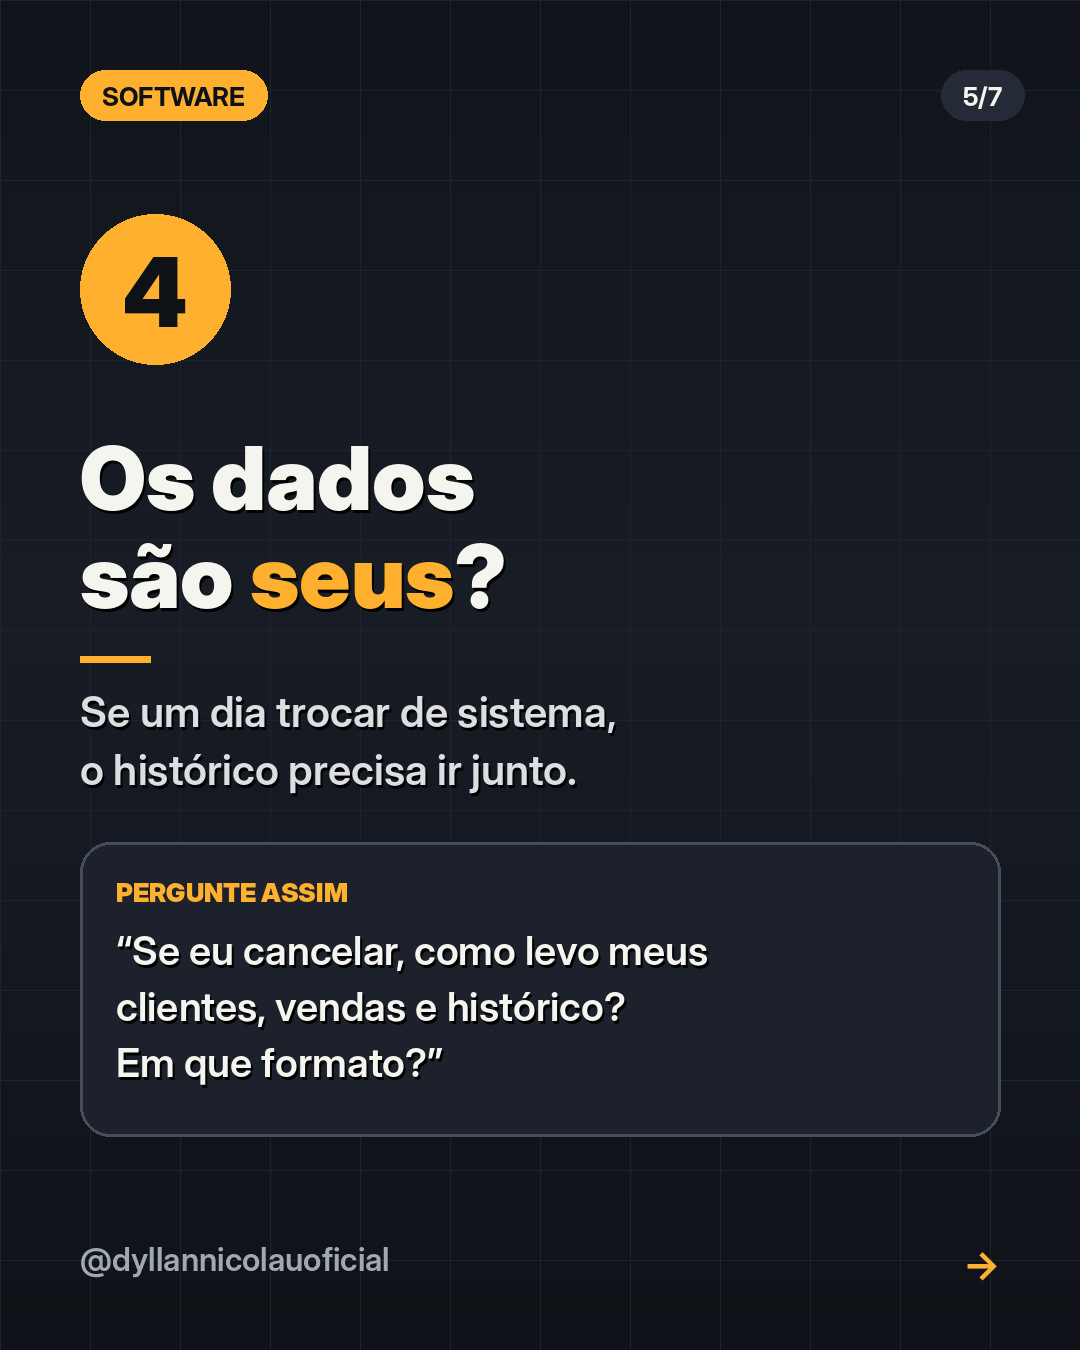 SOFTWARE
5/7
4
Os dados
são seus?
Se um dia trocar de sistema,
o histórico precisa ir junto.
PERGUNTE ASSIM
“Se eu cancelar, como levo meus
clientes, vendas e histórico?
Em que formato?”
@dyllannicolauoficial
→